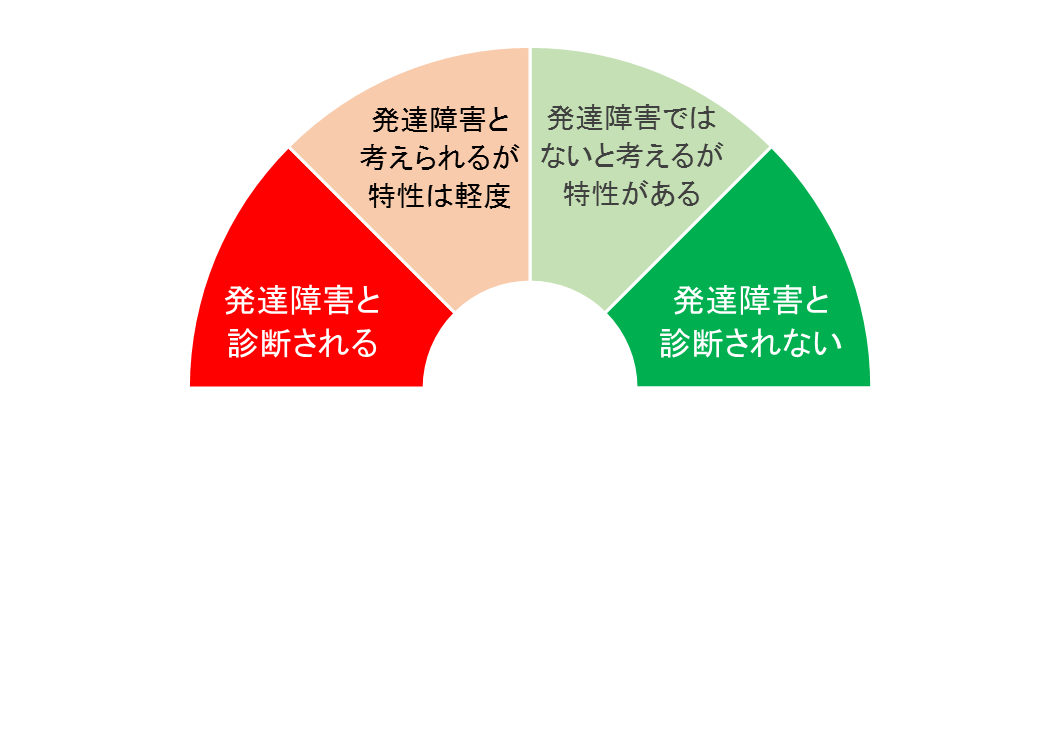 発達障害と
診断される
発達障害と
考えられるが
特性は軽度
発達障害では
ないと考えるが
特性がある
発達障害と
診断されない